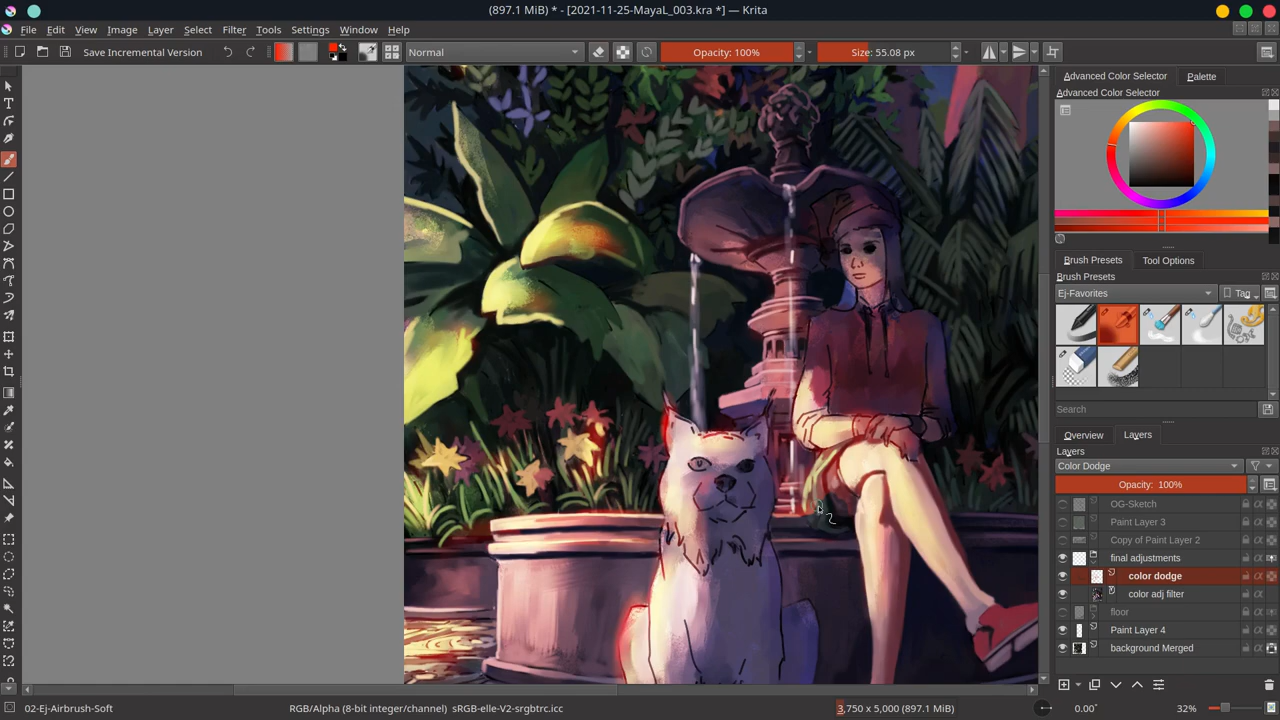 (897.1 MiB) * - [2021-11-25-MayaL_003.kra *] — Krita
File Edit View Image Layer Select Filter Tools Settings Window Help
Save Incremental Version Normal Opacity: 100% Size: 55.08 px
Advanced Color Selector Palette
Advanced Color Selector
Brush Presets Tool Options
Brush Presets
Ej-Favorites Tag
Search
Overview Layers
Layers
Color Dodge
Opacity: 100%
OG-Sketch
Paint Layer 3
Copy of Paint Layer 2
final adjustments
color dodge
color adj filter
floor
Paint Layer 4
background Merged
02-Ej-Airbrush-Soft RGB/Alpha (8-bit integer/channel) sRGB-elle-V2-srgbtrc.icc 3,750 x 5,000 (897.1 MiB) 0.00° 32%